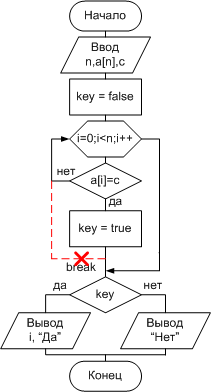 Начало
Ввод
n,a[n],c
key = false
i=0;i<n;i++
нет
a[i]=c
да
key = true
break
да
key
нет
Вывод
i, “Да”
Вывод
“Нет”
Конец